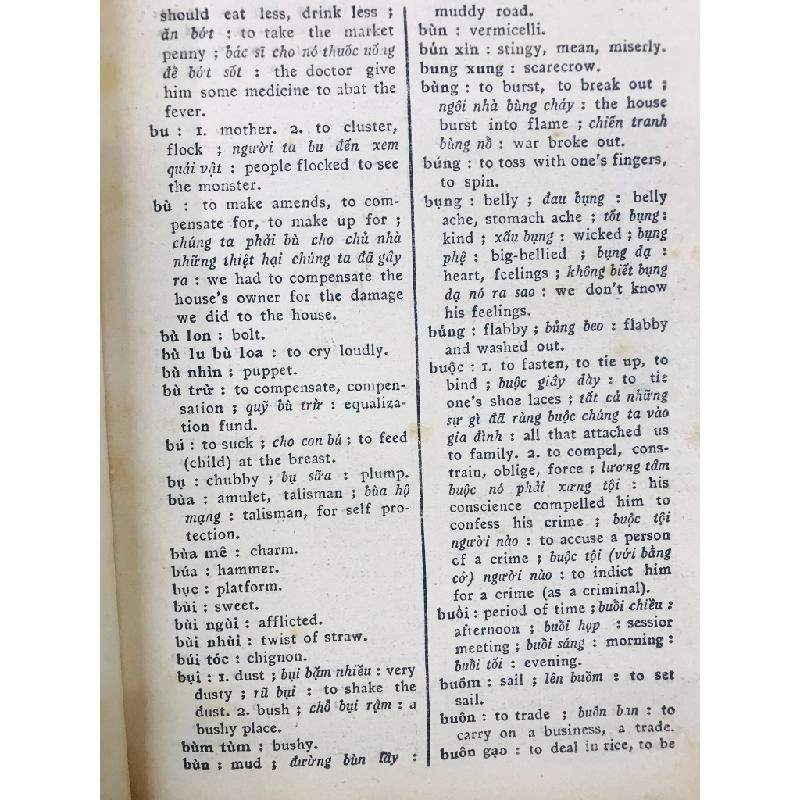 should eat less, drink less ;
ăn bớt : to take the market
penny ; bác sĩ cho nó thuốc uống
để bớt sốt : the doctor give
him some medicine to abat the
fever.
bu : 1. mother. 2. to cluster,
flock ; người ta bu đến xem
quái vật : people flocked to see
the monster.
bù : to make amends, to com-
pensate for, to make up for ;
chúng ta phải bù cho chủ nhà
những thiệt hại chúng ta đã gây
ra : we had to compensate the
house's owner for the damage
we did to the house.
bù lon : bolt.
bù lu bù loa : to cry loudly.
bù nhìn : puppet.
bù trừ : to compensate, compen-
sation ; quỹ bù trừ : equaliza-
tion fund.
bú : to suck ; cho con bú : to feed
(child) at the breast.
bụ : chubby ; bụ sữa : plump.
bùa : amulet, talisman ; bùa hộ
mạng : talisman, for self pro-
tection.
bùa mê : charm.
búa : hammer.
bục : platform.
bùi : sweet.
bùi ngùi : afflicted.
bùi nhùi : twist of straw.
búi tóc : chignon.
bụi : 1. dust ; bụi bặm nhiều : very
dusty ; rũ bụi : to shake the
dust. 2. bush ; chỗ bụi rậm : a
bushy place.
bùm tùm : bushy.
bùn : mud ; đường bùn lầy :
muddy road.
bùn : vermicelli.
bủn xỉn : stingy, mean, miserly.
bung xung : scarecrow.
bùng : to burst, to break out ;
ngôi nhà bùng cháy : the house
burst into flame ; chiến tranh
bùng nổ : war broke out.
búng : to toss with one's fingers,
to spin.
bụng : belly ; đau bụng : belly
ache, stomach ache ; tốt bụng :
kind ; xấu bụng : wicked ; bụng
phệ : big-bellied ; bụng dạ :
heart, feelings ; không biết bụng
dạ nó ra sao : we don't know
his feelings.
bủng : flabby ; bủng beo : flabby
and washed out.
buộc : 1. to fasten, to tie up, to
bind ; buộc giây dày : to tie
one's shoe laces ; tất cả những
sự gì đã ràng buộc chúng ta vào
gia đình : all that attached us
to family. 2. to compel, cons-
train, oblige, force ; lương tâm
buộc nó phải xưng tội : his
conscience compelled him to
confess his crime ; buộc tội
người nào : to accuse a person
of a crime ; buộc tội (với bằng
cớ) người nào : to indict him
for a crime (as a criminal).
buổi : period of time ; buổi chiều :
afternoon ; buổi họp : session
meeting ; buổi sáng : morning :
buổi tối : evening.
buồm : sail ; lên buồm : to set
sail.
buôn : to trade ; buôn bán : to
carry on a business, a trade.
buôn gạo : to deal in rice, to be